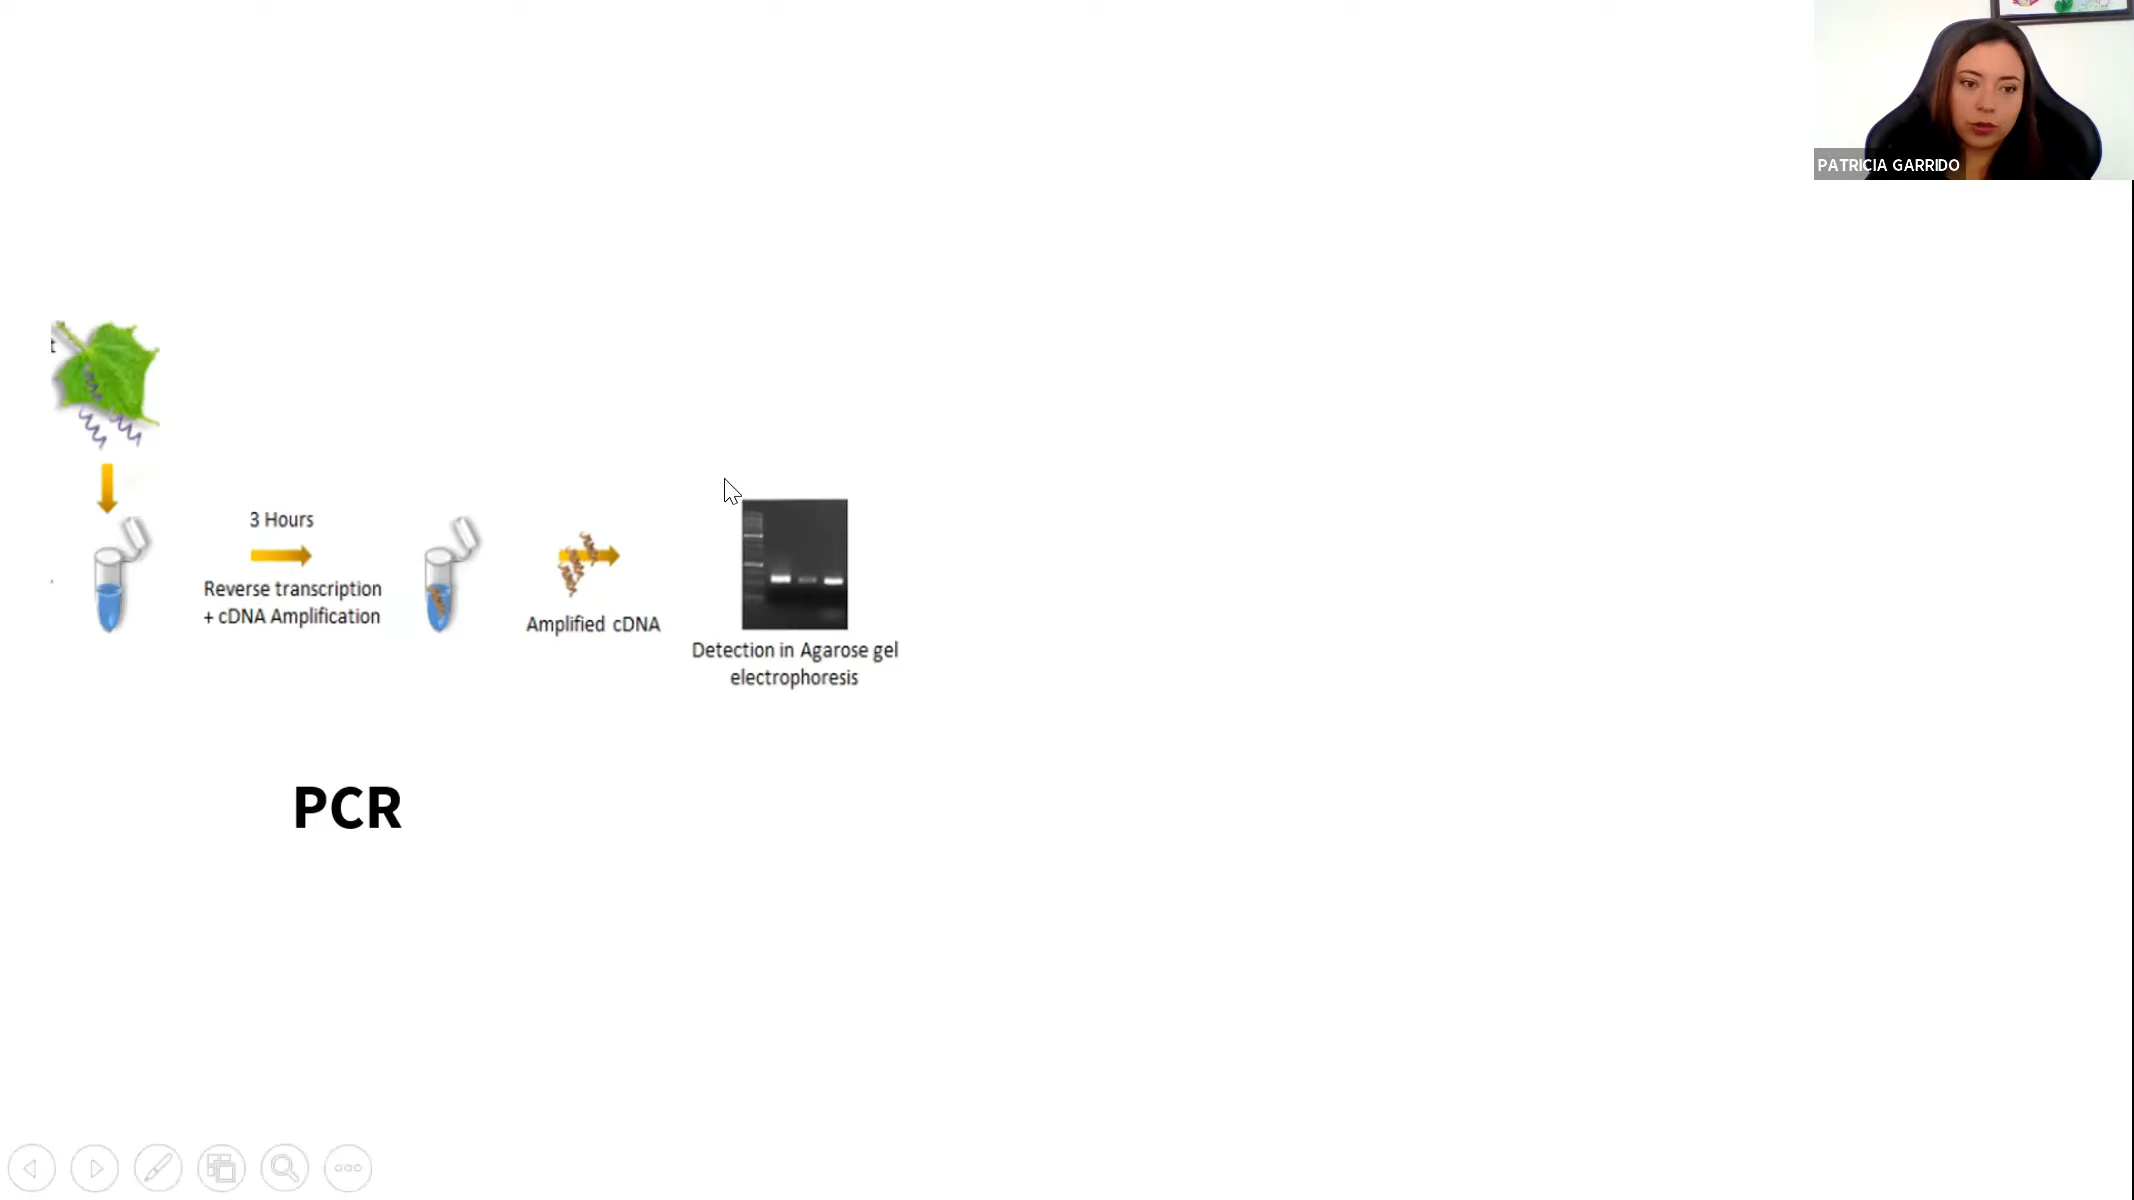 PATRICIA GARRIDO
t
3 Hours
Reverse transcription
+ cDNA Amplification
Amplified cDNA
Detection in Agarose gel
electrophoresis
PCR